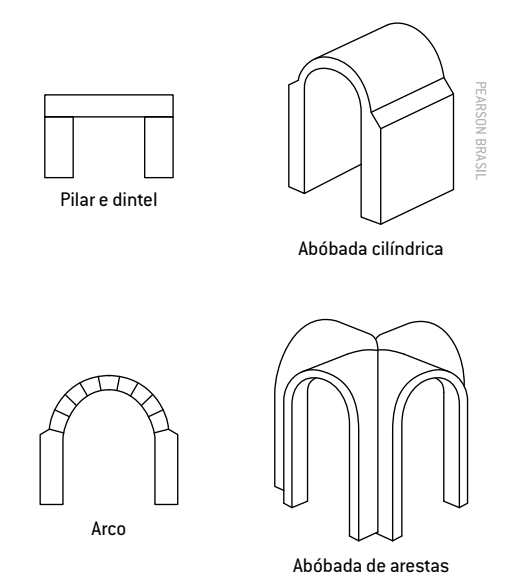 Pilar e dintel
Abóbada cilíndrica
PEARSON BRASIL
Arco
Abóbada de arestas